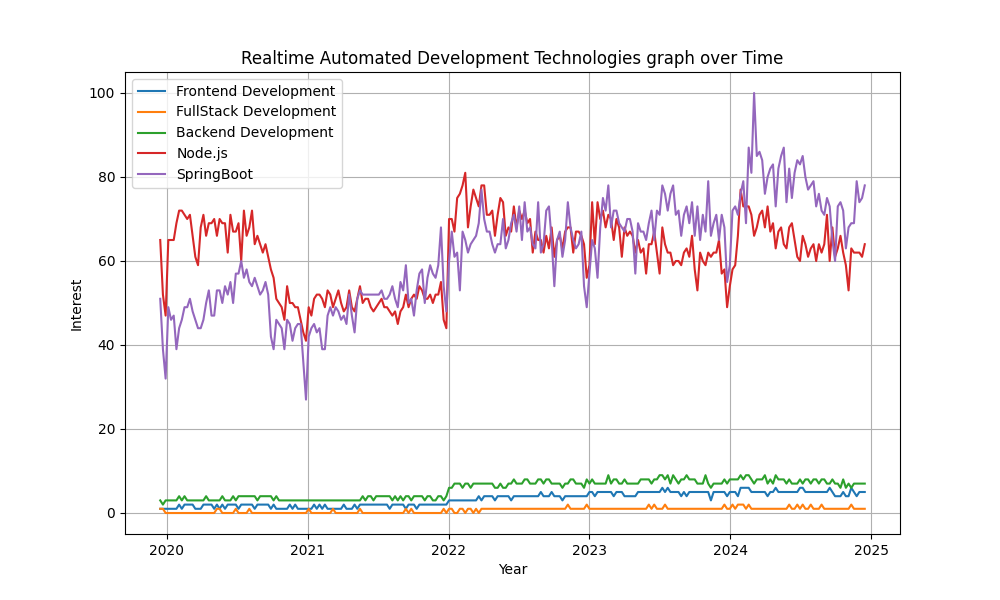 Realtime Automated Development Technologies graph over Time
Frontend Development
FullStack Development
Backend Development
Node.js
SpringBoot
100
80
60
40
20
0
Interest
2020 2021 2022 2023 2024 2025
Year